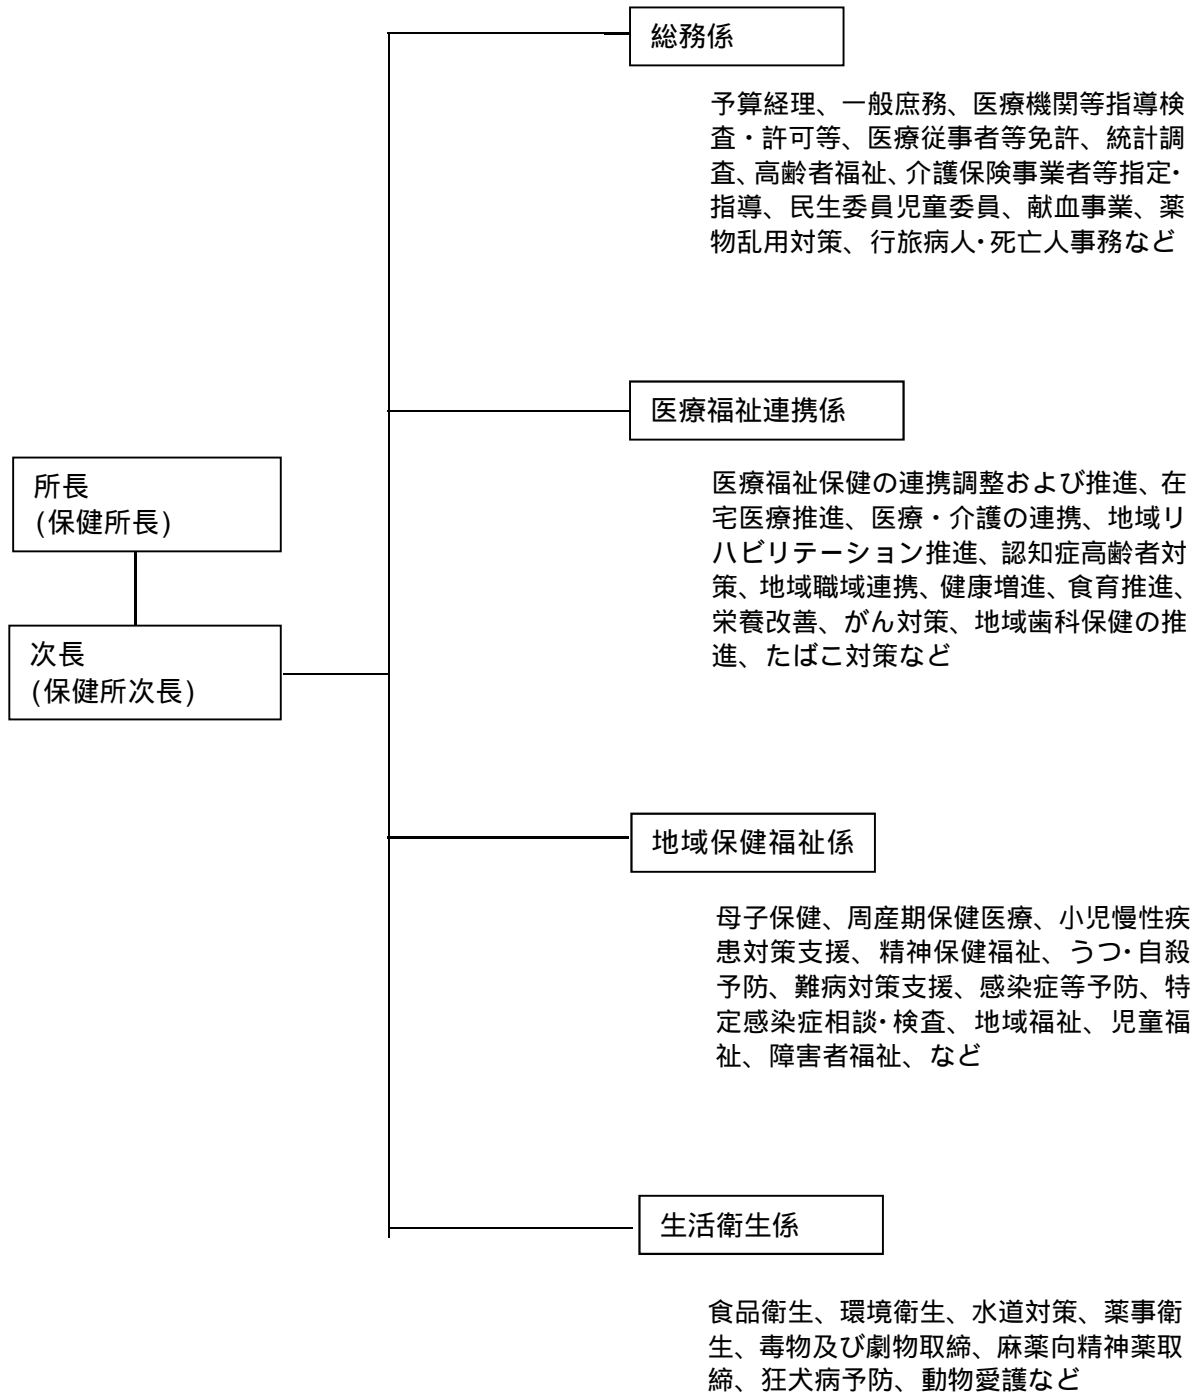 総務係
予算経理、一般庶務、医療機関等指導検
査・許可等、医療従事者等免許、統計調
査、高齢者福祉、介護保険事業者等指定・
指導、民生委員児童委員、献血事業、薬
物乱用対策、行旅病人・死亡人事務など
医療福祉連携係
医療福祉保健の連携調整および推進、在
宅医療推進、医療・介護の連携、地域リ
ハビリテーション推進、認知症高齢者対
策、地域職域連携、健康増進、食育推進、
栄養改善、がん対策、地域歯科保健の推
進、たばこ対策など
所長
(保健所長)
次長
(保健所次長)
地域保健福祉係
母子保健、周産期保健医療、小児慢性疾
患対策支援、精神保健福祉、うつ・自殺
予防、難病対策支援、感染症等予防、特
定感染症相談・検査、地域福祉、児童福
祉、障害者福祉、など
生活衛生係
食品衛生、環境衛生、水道対策、薬事衛
生、毒物及び劇物取締、麻薬向精神薬取
締、狂犬病予防、動物愛護など